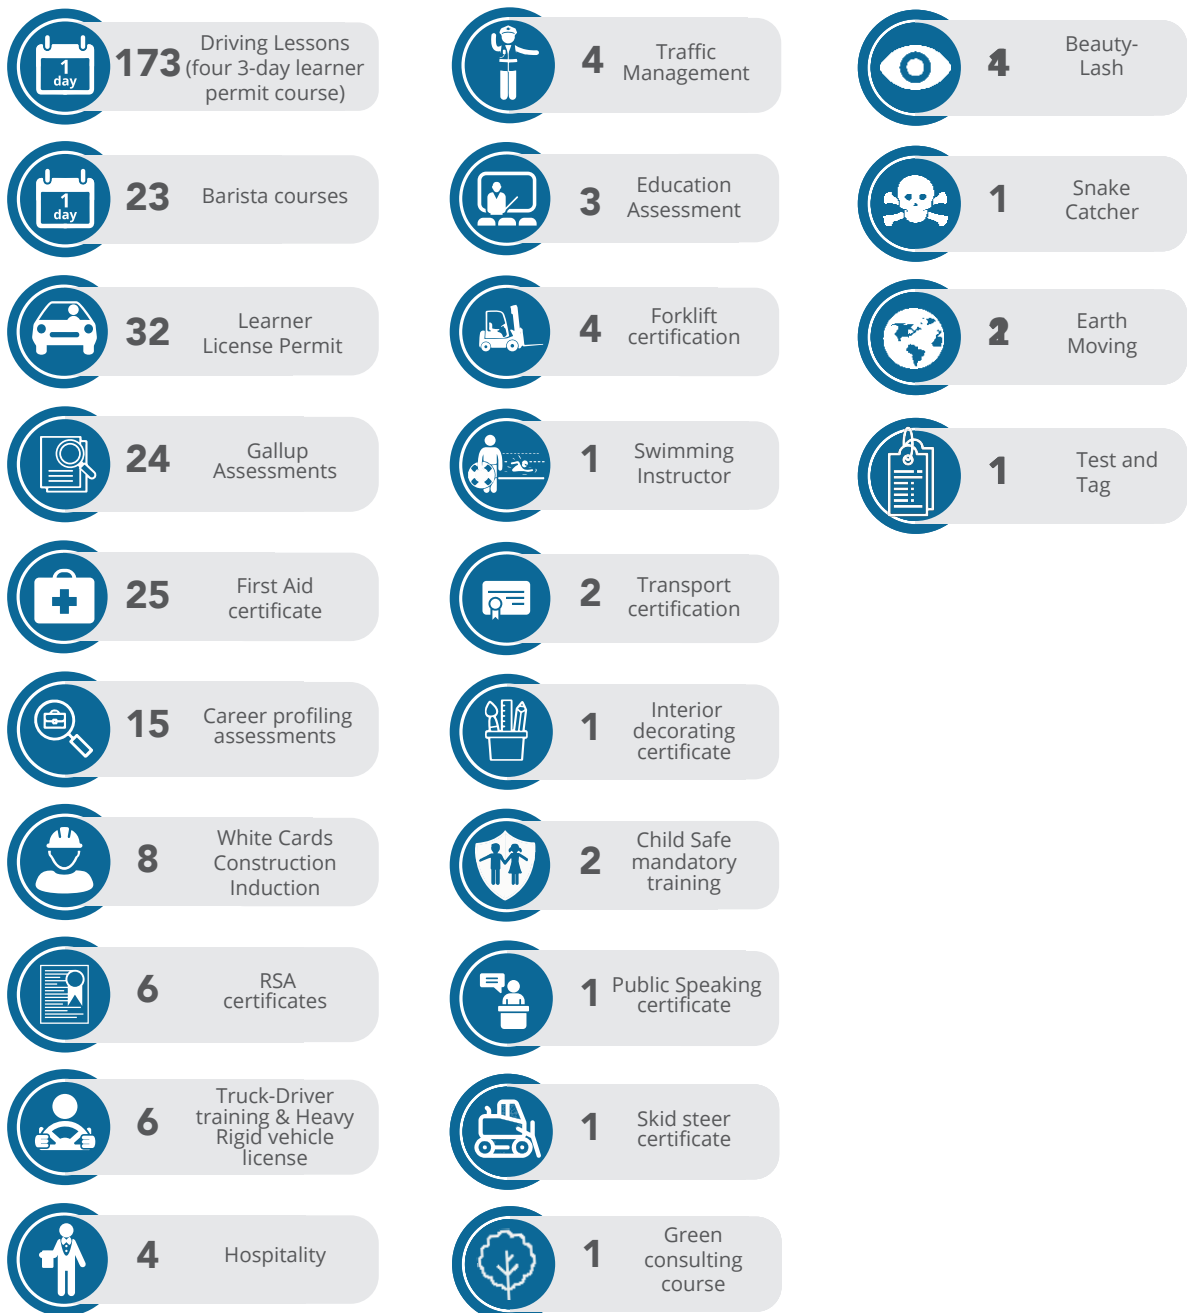 1
day
173
Driving Lessons
(four 3-day learner
permit course)
1
day
23
Barista courses
32
Learner
License Permit
24
Gallup
Assessments
25
First Aid
certificate
15
Career profiling
assessments
8
White Cards
Construction
Induction
6
RSA
certificates
6
Truck-Driver
training & Heavy
Rigid vehicle
license
4
Hospitality
4
Traffic
Management
3
Education
Assessment
4
Forklift
certification
1
Swimming
Instructor
2
Transport
certification
1
Interior
decorating
certificate
2
Child Safe
mandatory
training
1
Public Speaking
certificate
1
Skid steer
certificate
1
Green
consulting
course
Beauty-
Lash
1
Snake
Catcher
Earth
Moving
1
Test and
Tag